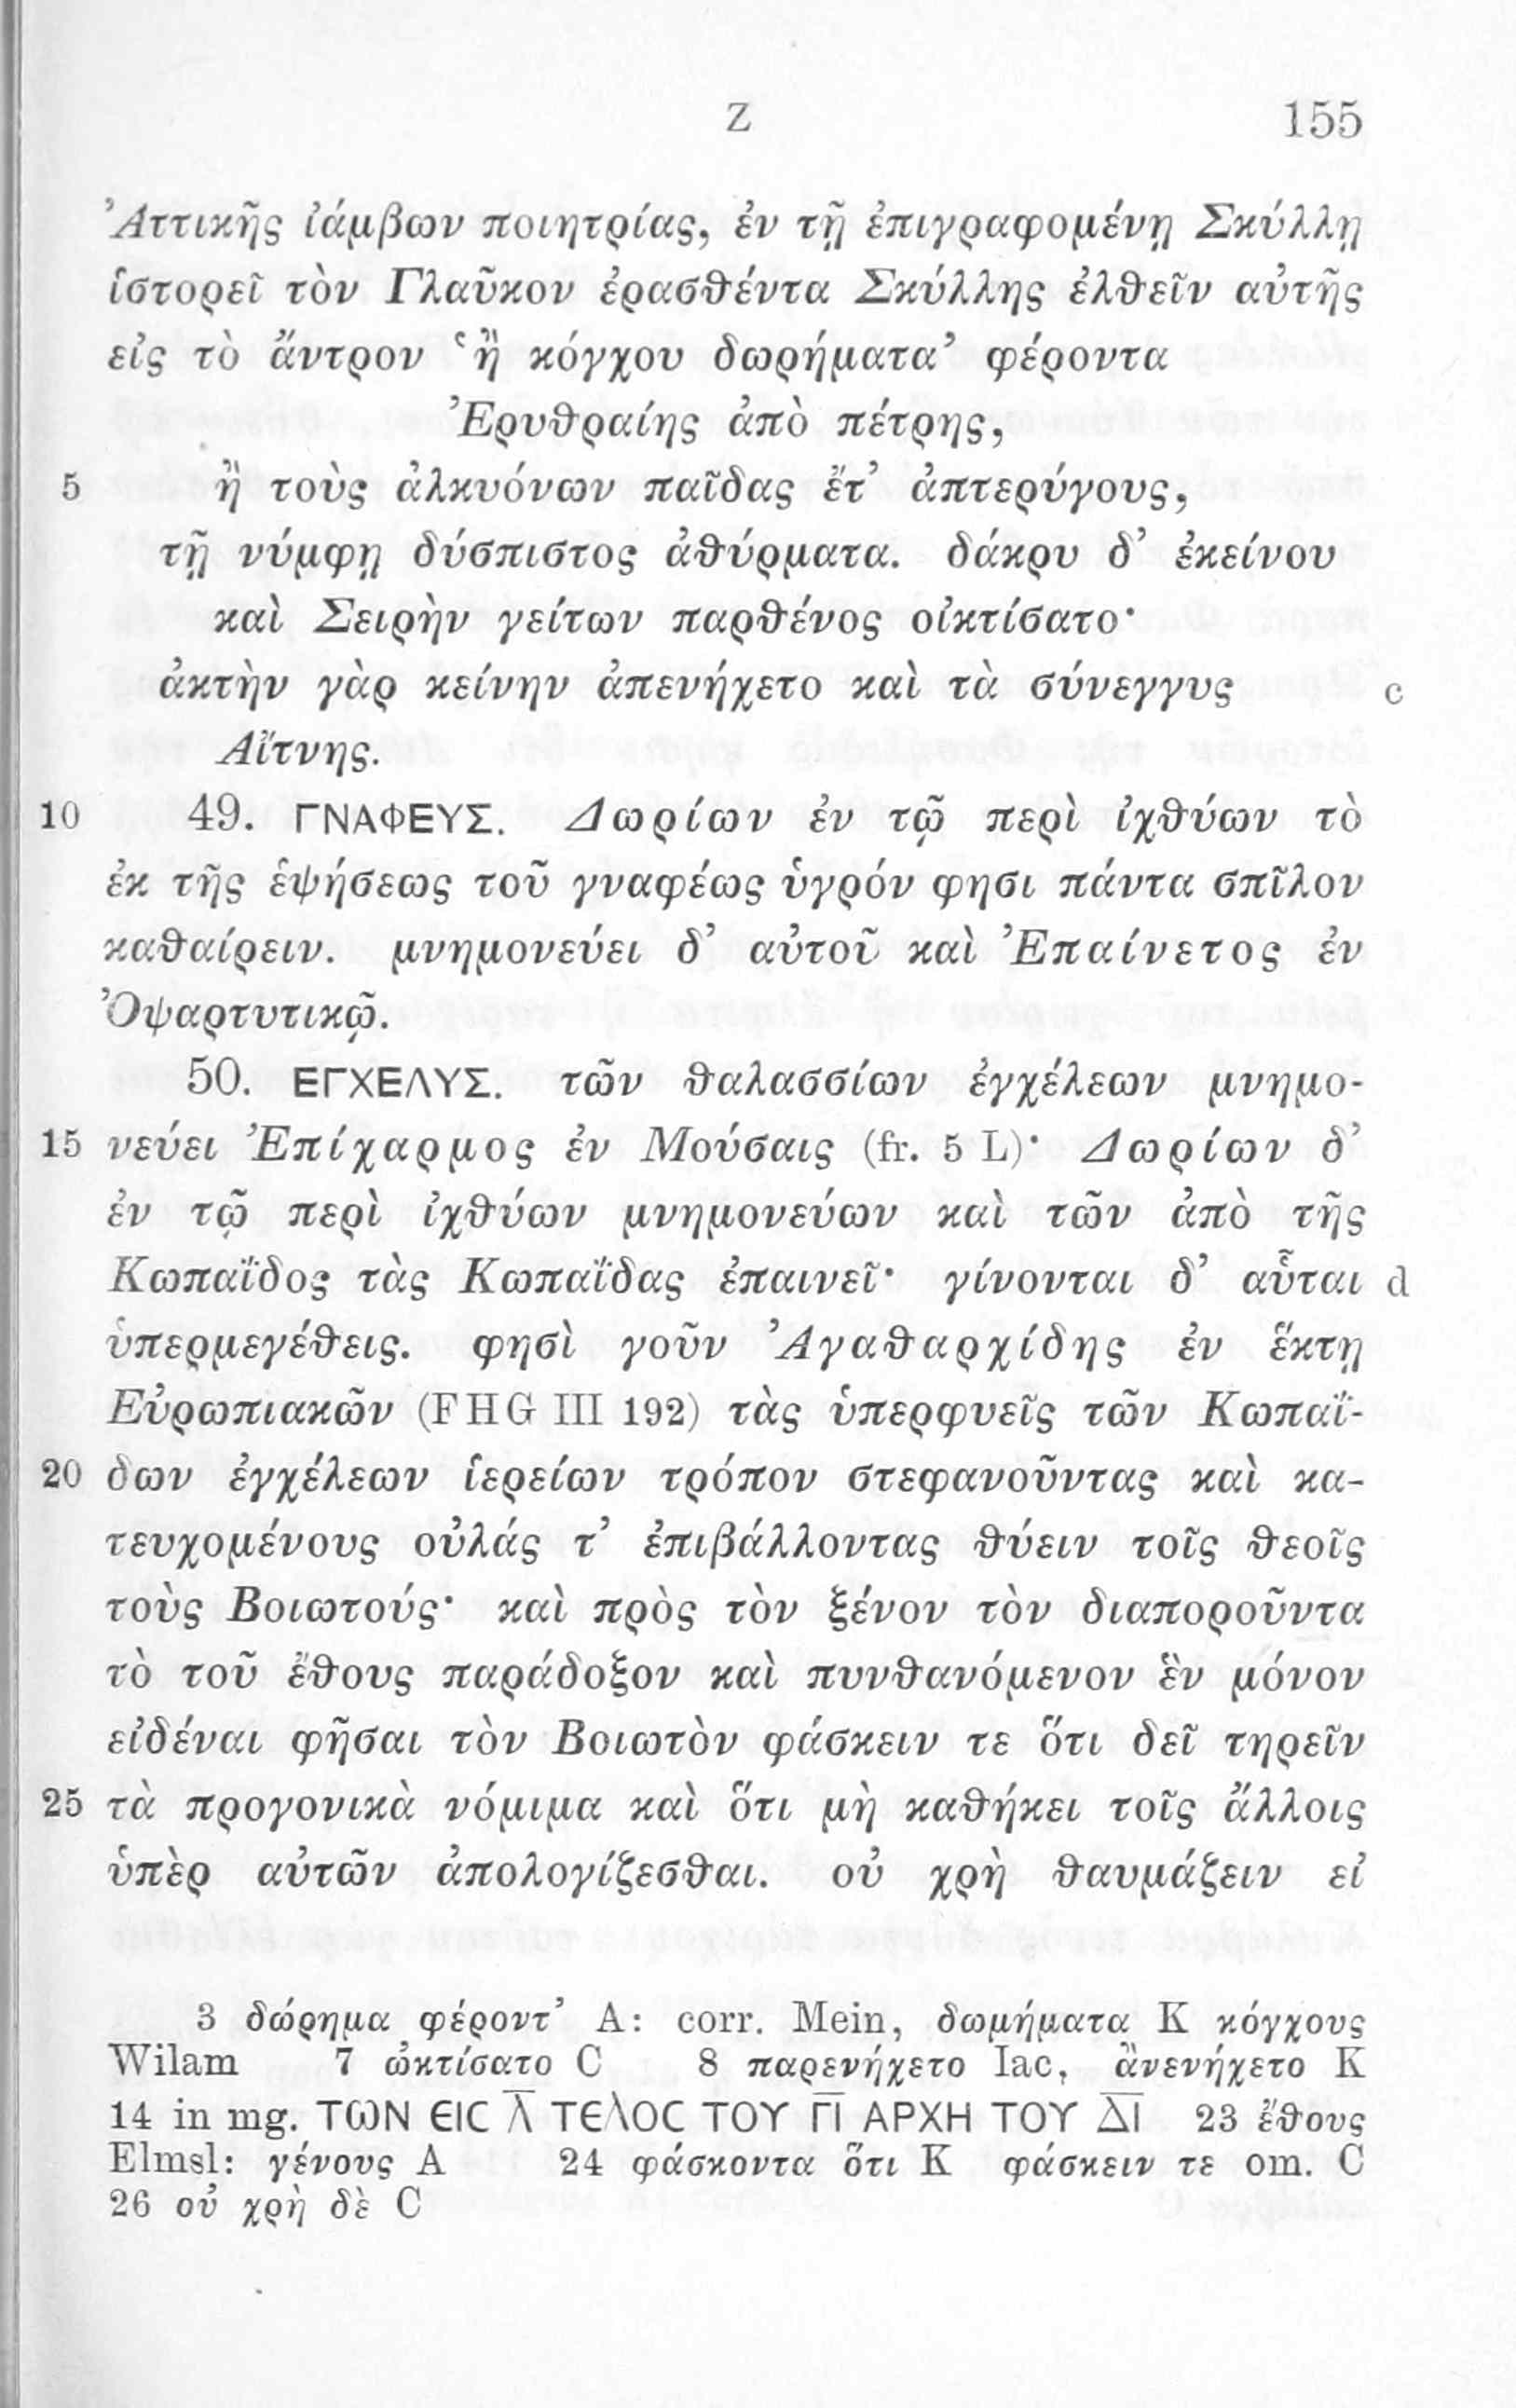 Ζ 155
Ἀττικῆς ἰάμβων ποιητρίας, ἐν τῇ ἐπιγραφομένῃ Σκύλλῃ
ἱστορεῖ τὸν Γλαῦκον ἐρασθέντα Σκύλλης ἐλθεῖν αὐτῆς
εἰς τὸ ἄντρον ‘ἢ κόγχου δωρήματα’ φέροντα
Ἐρυθραίης ἀπὸ πέτρης,
5 ἢ τοὺς ἀλκυόνων παῖδας ἔτ’ ἀπτερύγους,
τῇ νύμφῃ δύσπιστος ἀθύρματα. δάκρυ δ’ ἐκείνου
καὶ Σειρὴν γείτων παρθένος οἰκτίσατο·
ἀκτὴν γὰρ κείνην ἀπενήχετο καὶ τὰ σύνεγγυς c
Αἴτνης.
10 49. ΓΝΑΦΕΥΣ. Δωρίων ἐν τῷ περὶ ἰχθύων τὸ
ἐκ τῆς ἑψήσεως τοῦ γναφέως ὑγρόν φησι πάντα σπῖλον
καθαίρειν. μνημονεύει δ’ αὐτοῦ καὶ Ἐπαίνετος ἐν
Ὀψαρτυτικῷ.
50. ΕΓΧΕΛΥΣ. τῶν θαλασσίων ἐγχέλεων μνημο-
15 νεύει Ἐπίχαρμος ἐν Μούσαις (fr. 5 L)· Δωρίων δ’
ἐν τῷ περὶ ἰχθύων μνημονεύων καὶ τῶν ἀπὸ τῆς
Κωπαΐδος τὰς Κωπαΐδας ἐπαινεῖ· γίνονται δ’ αὗται d
ὑπερμεγέθεις. φησὶ γοῦν Ἀγαθαρχίδης ἐν ἕκτῃ
Εὐρωπιακῶν (FHG III 192) τὰς ὑπερφυεῖς τῶν Κωπαΐ-
20 δων ἐγχέλεων ἱερείων τρόπον στεφανοῦντας καὶ κα-
τευχομένους οὐλάς τ’ ἐπιβάλλοντας θύειν τοῖς θεοῖς
τοὺς Βοιωτούς· καὶ πρὸς τὸν ξένον τὸν διαποροῦντα
τὸ τοῦ ἔθους παράδοξον καὶ πυνθανόμενον ἓν μόνον
εἰδέναι φῆσαι τὸν Βοιωτὸν φάσκειν τε ὅτι δεῖ τηρεῖν
25 τὰ προγονικὰ νόμιμα καὶ ὅτι μὴ καθήκει τοῖς ἄλλοις
ὑπὲρ αὐτῶν ἀπολογίζεσθαι. οὐ χρὴ θαυμάζειν εἰ
3 δώρημα φέροντ’ A: corr. Mein, δωμήματα K κόγχους
Wilam 7 ᾠκτίσατο C 8 παρενήχετο Iac, ἂνενήχετο K
14 in mg. ΤΩΝ ΕΙϹ Λ̅ ΤΕΛΟϹ ΤΟΥ Γ̅Ι̅ ΑΡΧΗ ΤΟΥ Δ̅Ι̅ 23 ἔθους
Elmsl: γένους A 24 φάσκοντα ὅτι K φάσκειν τε om. C
26 οὐ χρὴ δὲ C